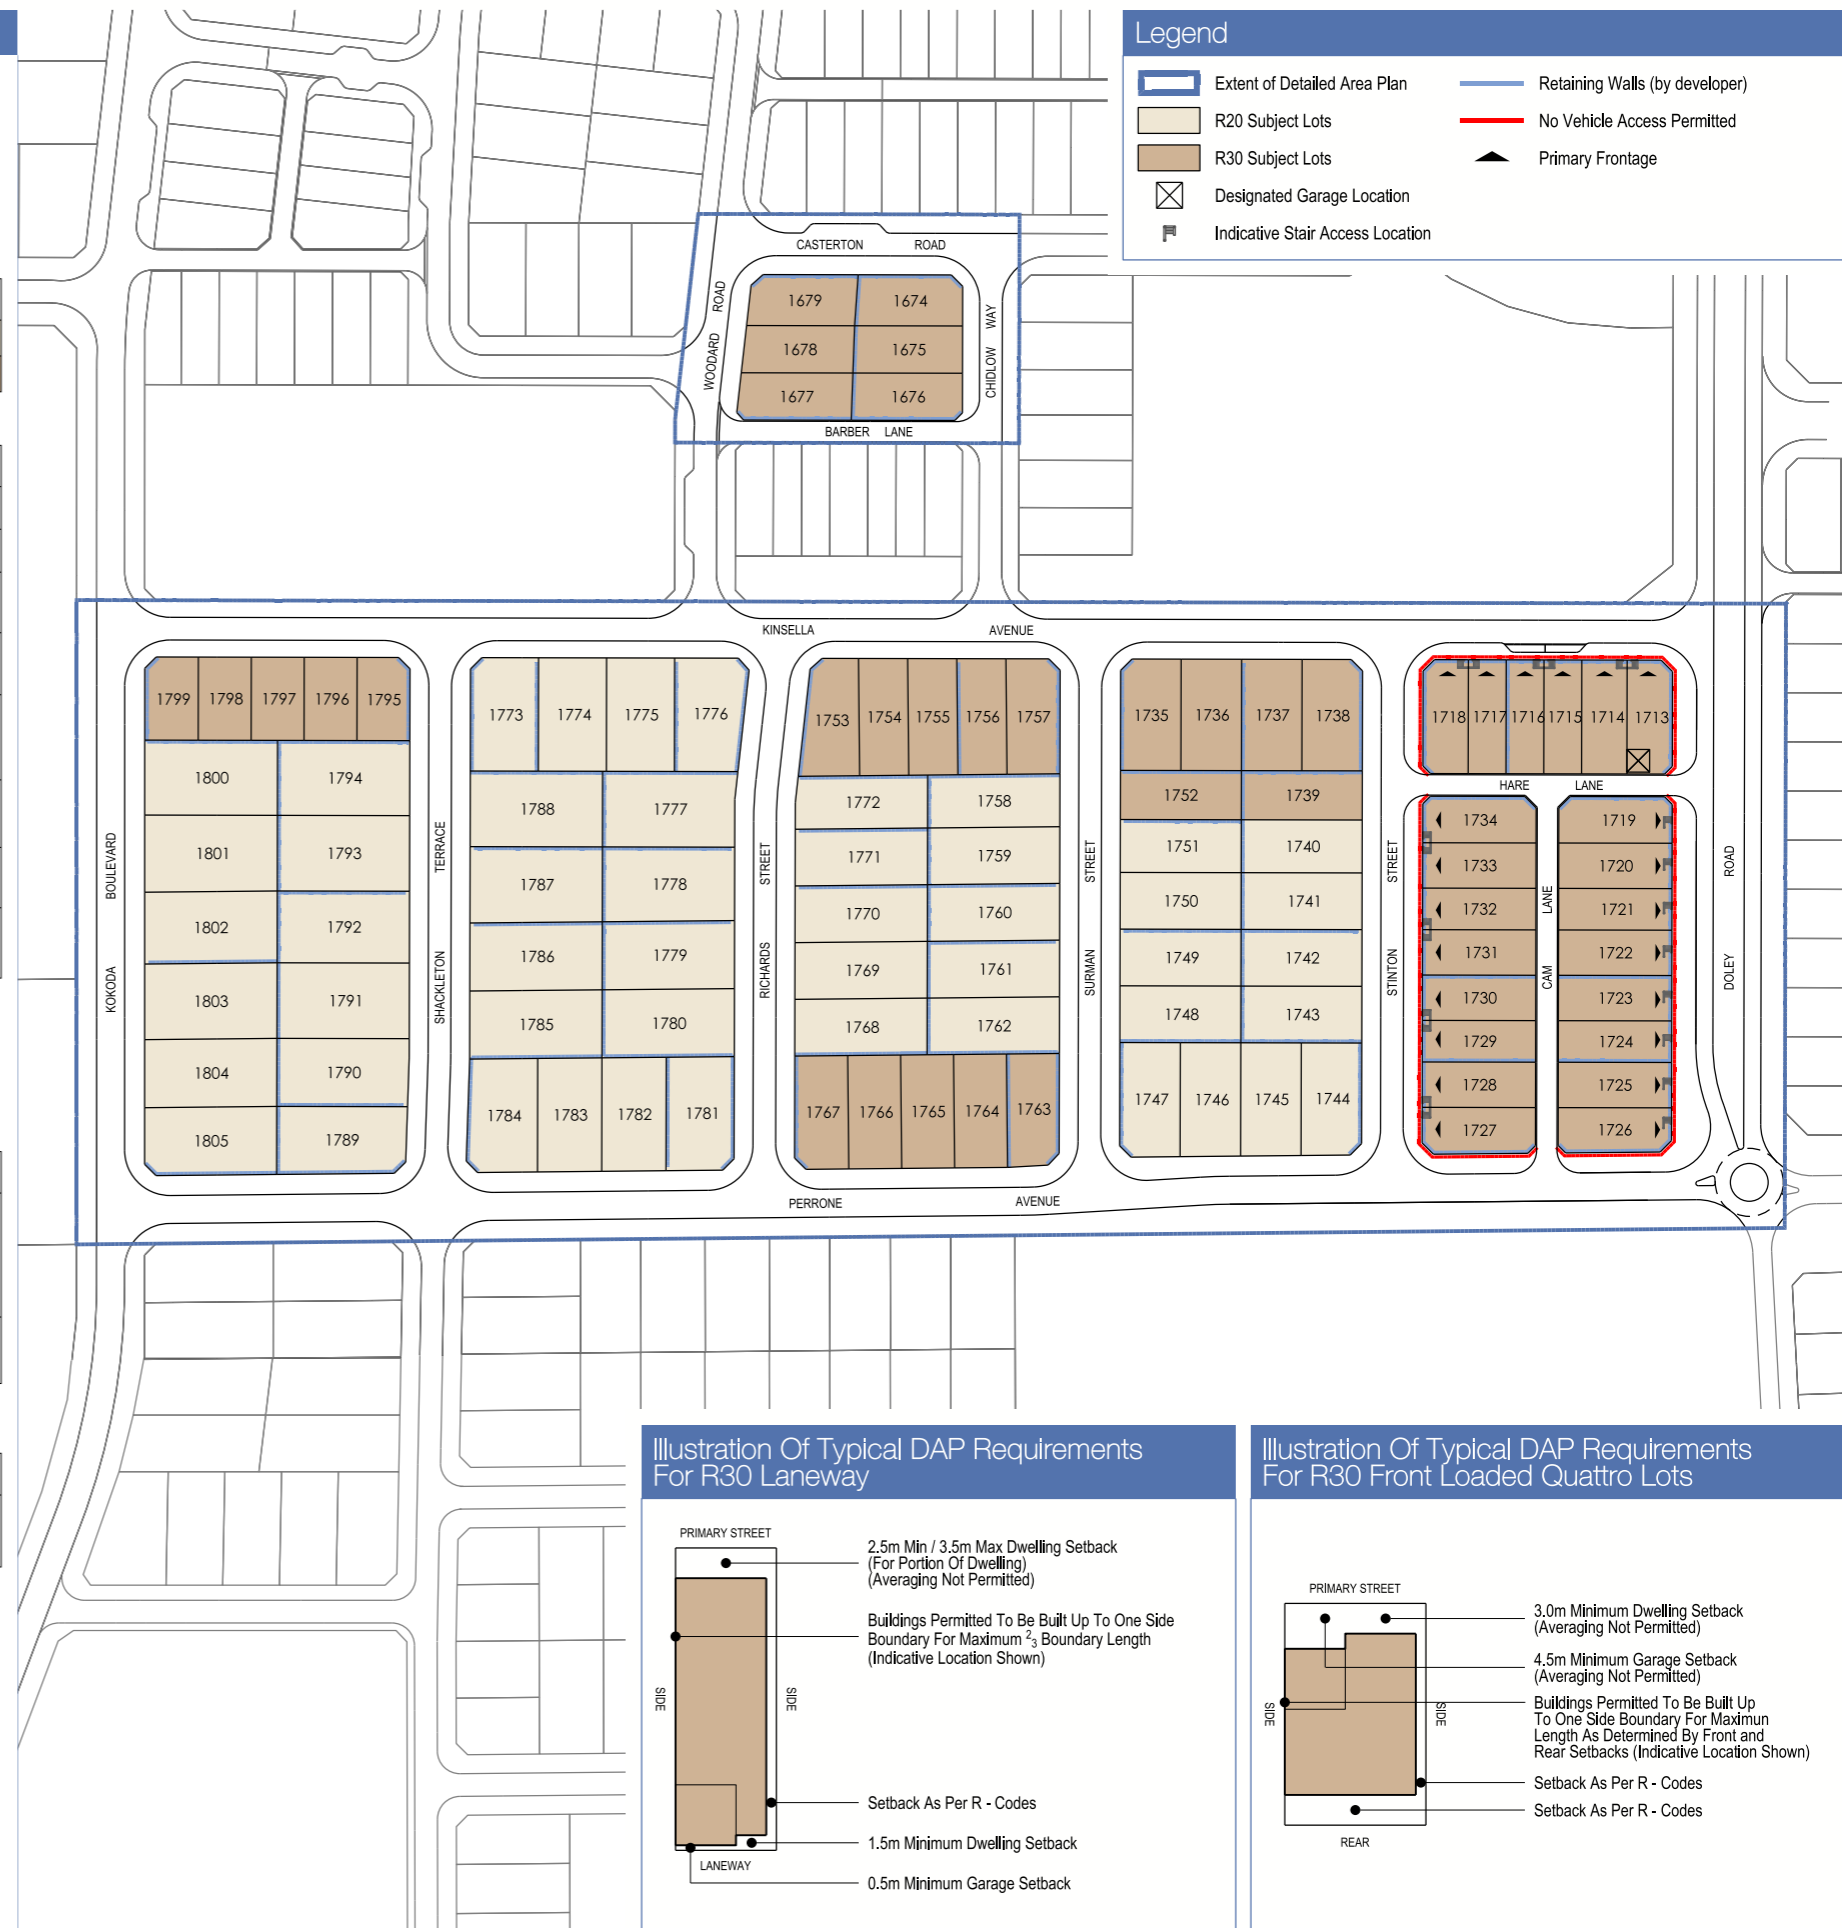 Legend
Extent of Detailed Area Plan
R20 Subject Lots
R30 Subject Lots
Designated Garage Location
Indicative Stair Access Location
Retaining Walls (by developer)
No Vehicle Access Permitted
Primary Frontage
CASTERTON ROAD
WOODARD ROAD
CHIDLOW WAY
1679 1674
1678 1675
1677 1676
BARBER LANE
KINSELLA AVENUE
KOKODA BOULEVARD
1799 1798 1797 1796 1795
1800 1794
1801 1793
1802 1792
1803 1791
1804 1790
1805 1789
SHACKLETON TERRACE
1773 1774 1775 1776
1788 1777
1787 1778
1786 1779
1785 1780
1784 1783 1782 1781
RICHARDS STREET
1753 1754 1755 1756 1757
1772 1758
1771 1759
1770 1760
1769 1761
1768 1762
1767 1766 1765 1764 1763
SURMAN STREET
1735 1736 1737 1738
1752 1739
1751 1740
1750 1741
1749 1742
1748 1743
1747 1746 1745 1744
STINTON STREET
1718 1717 1716 1715 1714 1713
HARE LANE
1734 1719
1733 1720
1732 1721
1731 1722
1730 1723
1729 1724
1728 1725
1727 1726
CAM LANE
DOLEY ROAD
PERRONE AVENUE
Illustration Of Typical DAP Requirements
For R30 Laneway
PRIMARY STREET
2.5m Min / 3.5m Max Dwelling Setback
(For Portion Of Dwelling)
(Averaging Not Permitted)
Buildings Permitted To Be Built Up To One Side
Boundary For Maximum 2/3 Boundary Length
(Indicative Location Shown)
SIDE
SIDE
Setback As Per R - Codes
1.5m Minimum Dwelling Setback
LANEWAY
0.5m Minimum Garage Setback
Illustration Of Typical DAP Requirements
For R30 Front Loaded Quattro Lots
PRIMARY STREET
3.0m Minimum Dwelling Setback
(Averaging Not Permitted)
4.5m Minimum Garage Setback
(Averaging Not Permitted)
SIDE
SIDE
Buildings Permitted To Be Built Up
To One Side Boundary For Maximun
Length As Determined By Front and
Rear Setbacks (Indicative Location Shown)
Setback As Per R - Codes
Setback As Per R - Codes
REAR